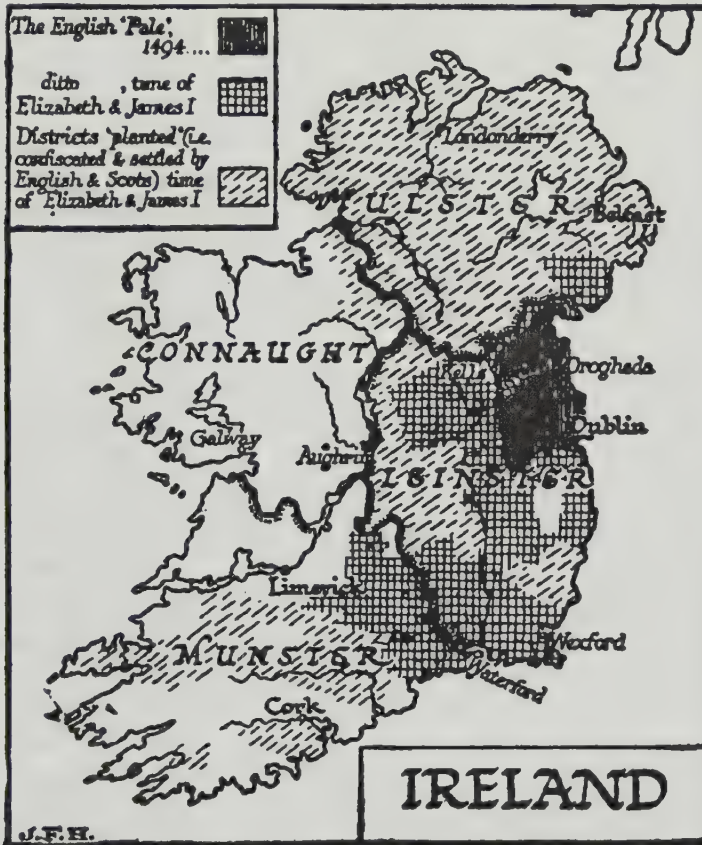 The English 'Pale',
1494....
ditto , time of
Elizabeth & James I
Districts 'planted' (i.e.
confiscated & settled by
English & Scots) time
of Elizabeth & James I
Londonderry
ULSTER
Belfast
CONNAUGHT
Kells
Drogheda
Galway
Dublin
Aughrim
LEINSTER
Limerick
Wexford
MUNSTER
Waterford
Cork
IRELAND
J.F.H.